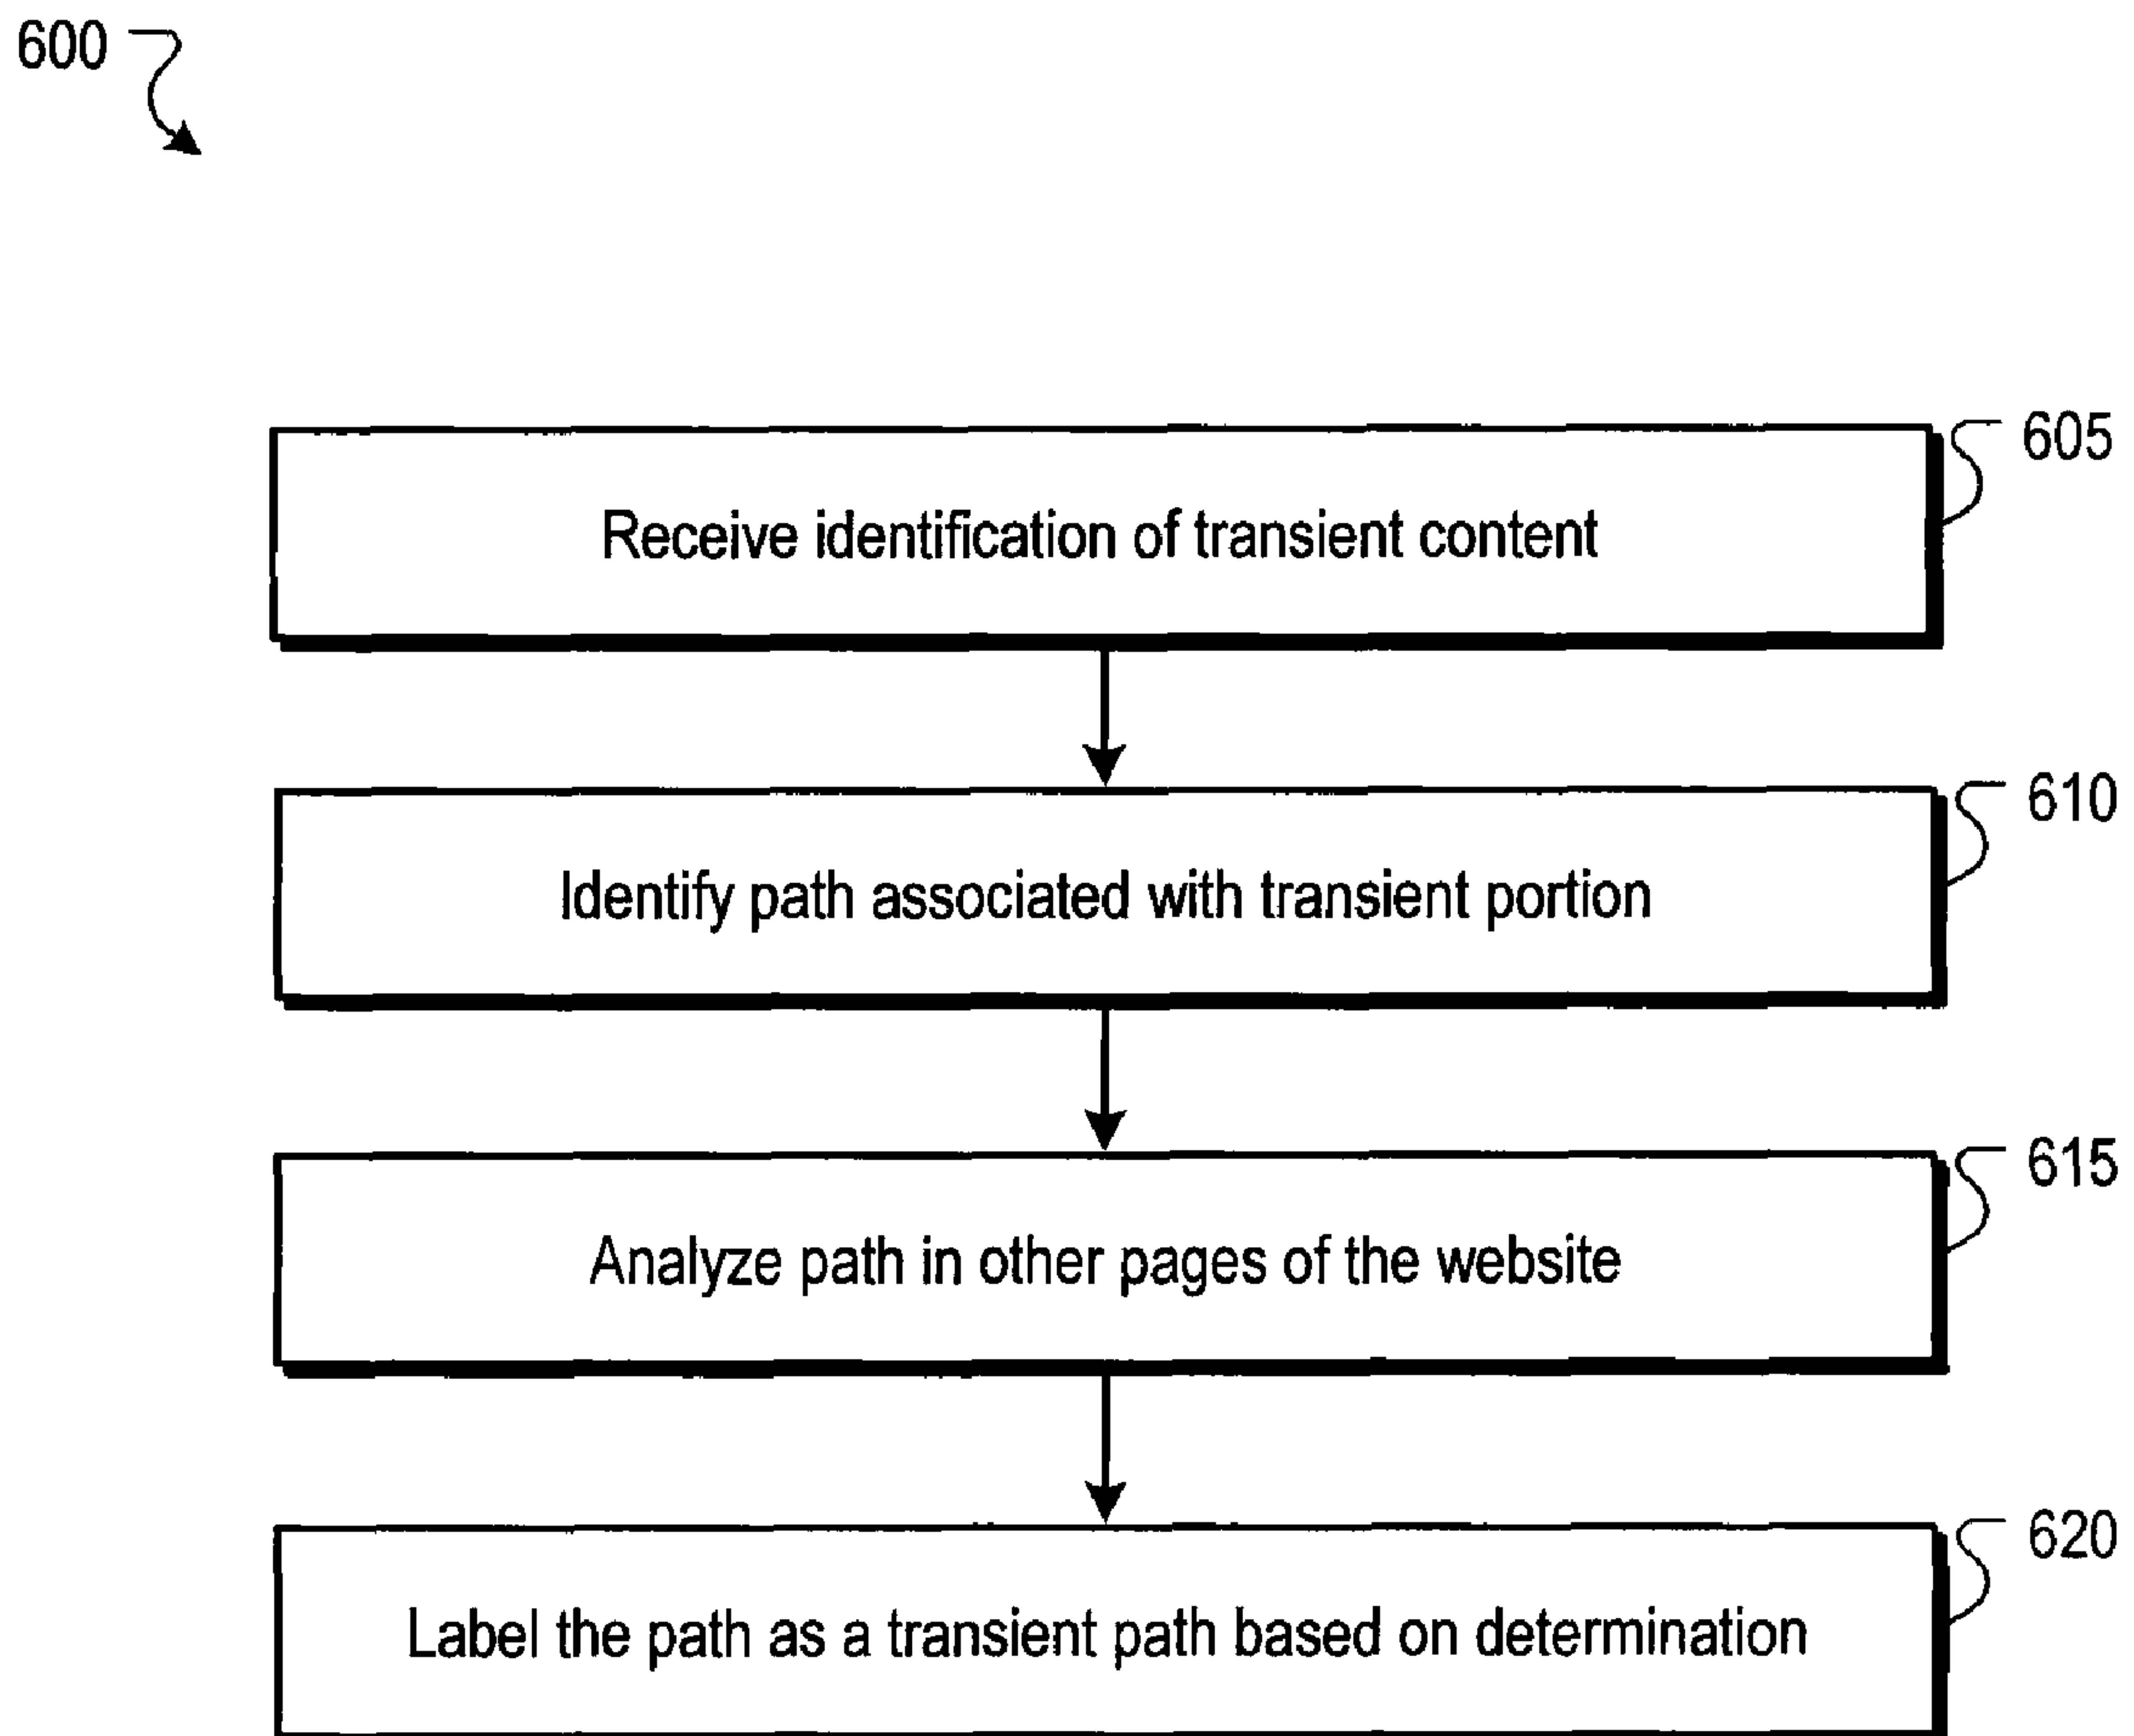 600
605
Receive identification of transient content
610
Identify path associated with transient portion
615
Analyze path in other pages of the website
620
Label the path as a transient path based on determination